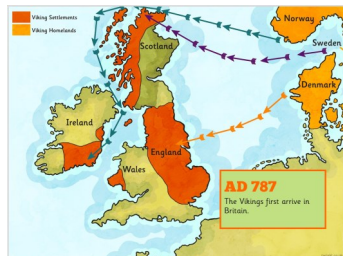 Viking Settlements
Viking Homelands
Norway
Sweden
Scotland
Denmark
Ireland
England
Wales
AD 787
The Vikings first arrive in
Britain.